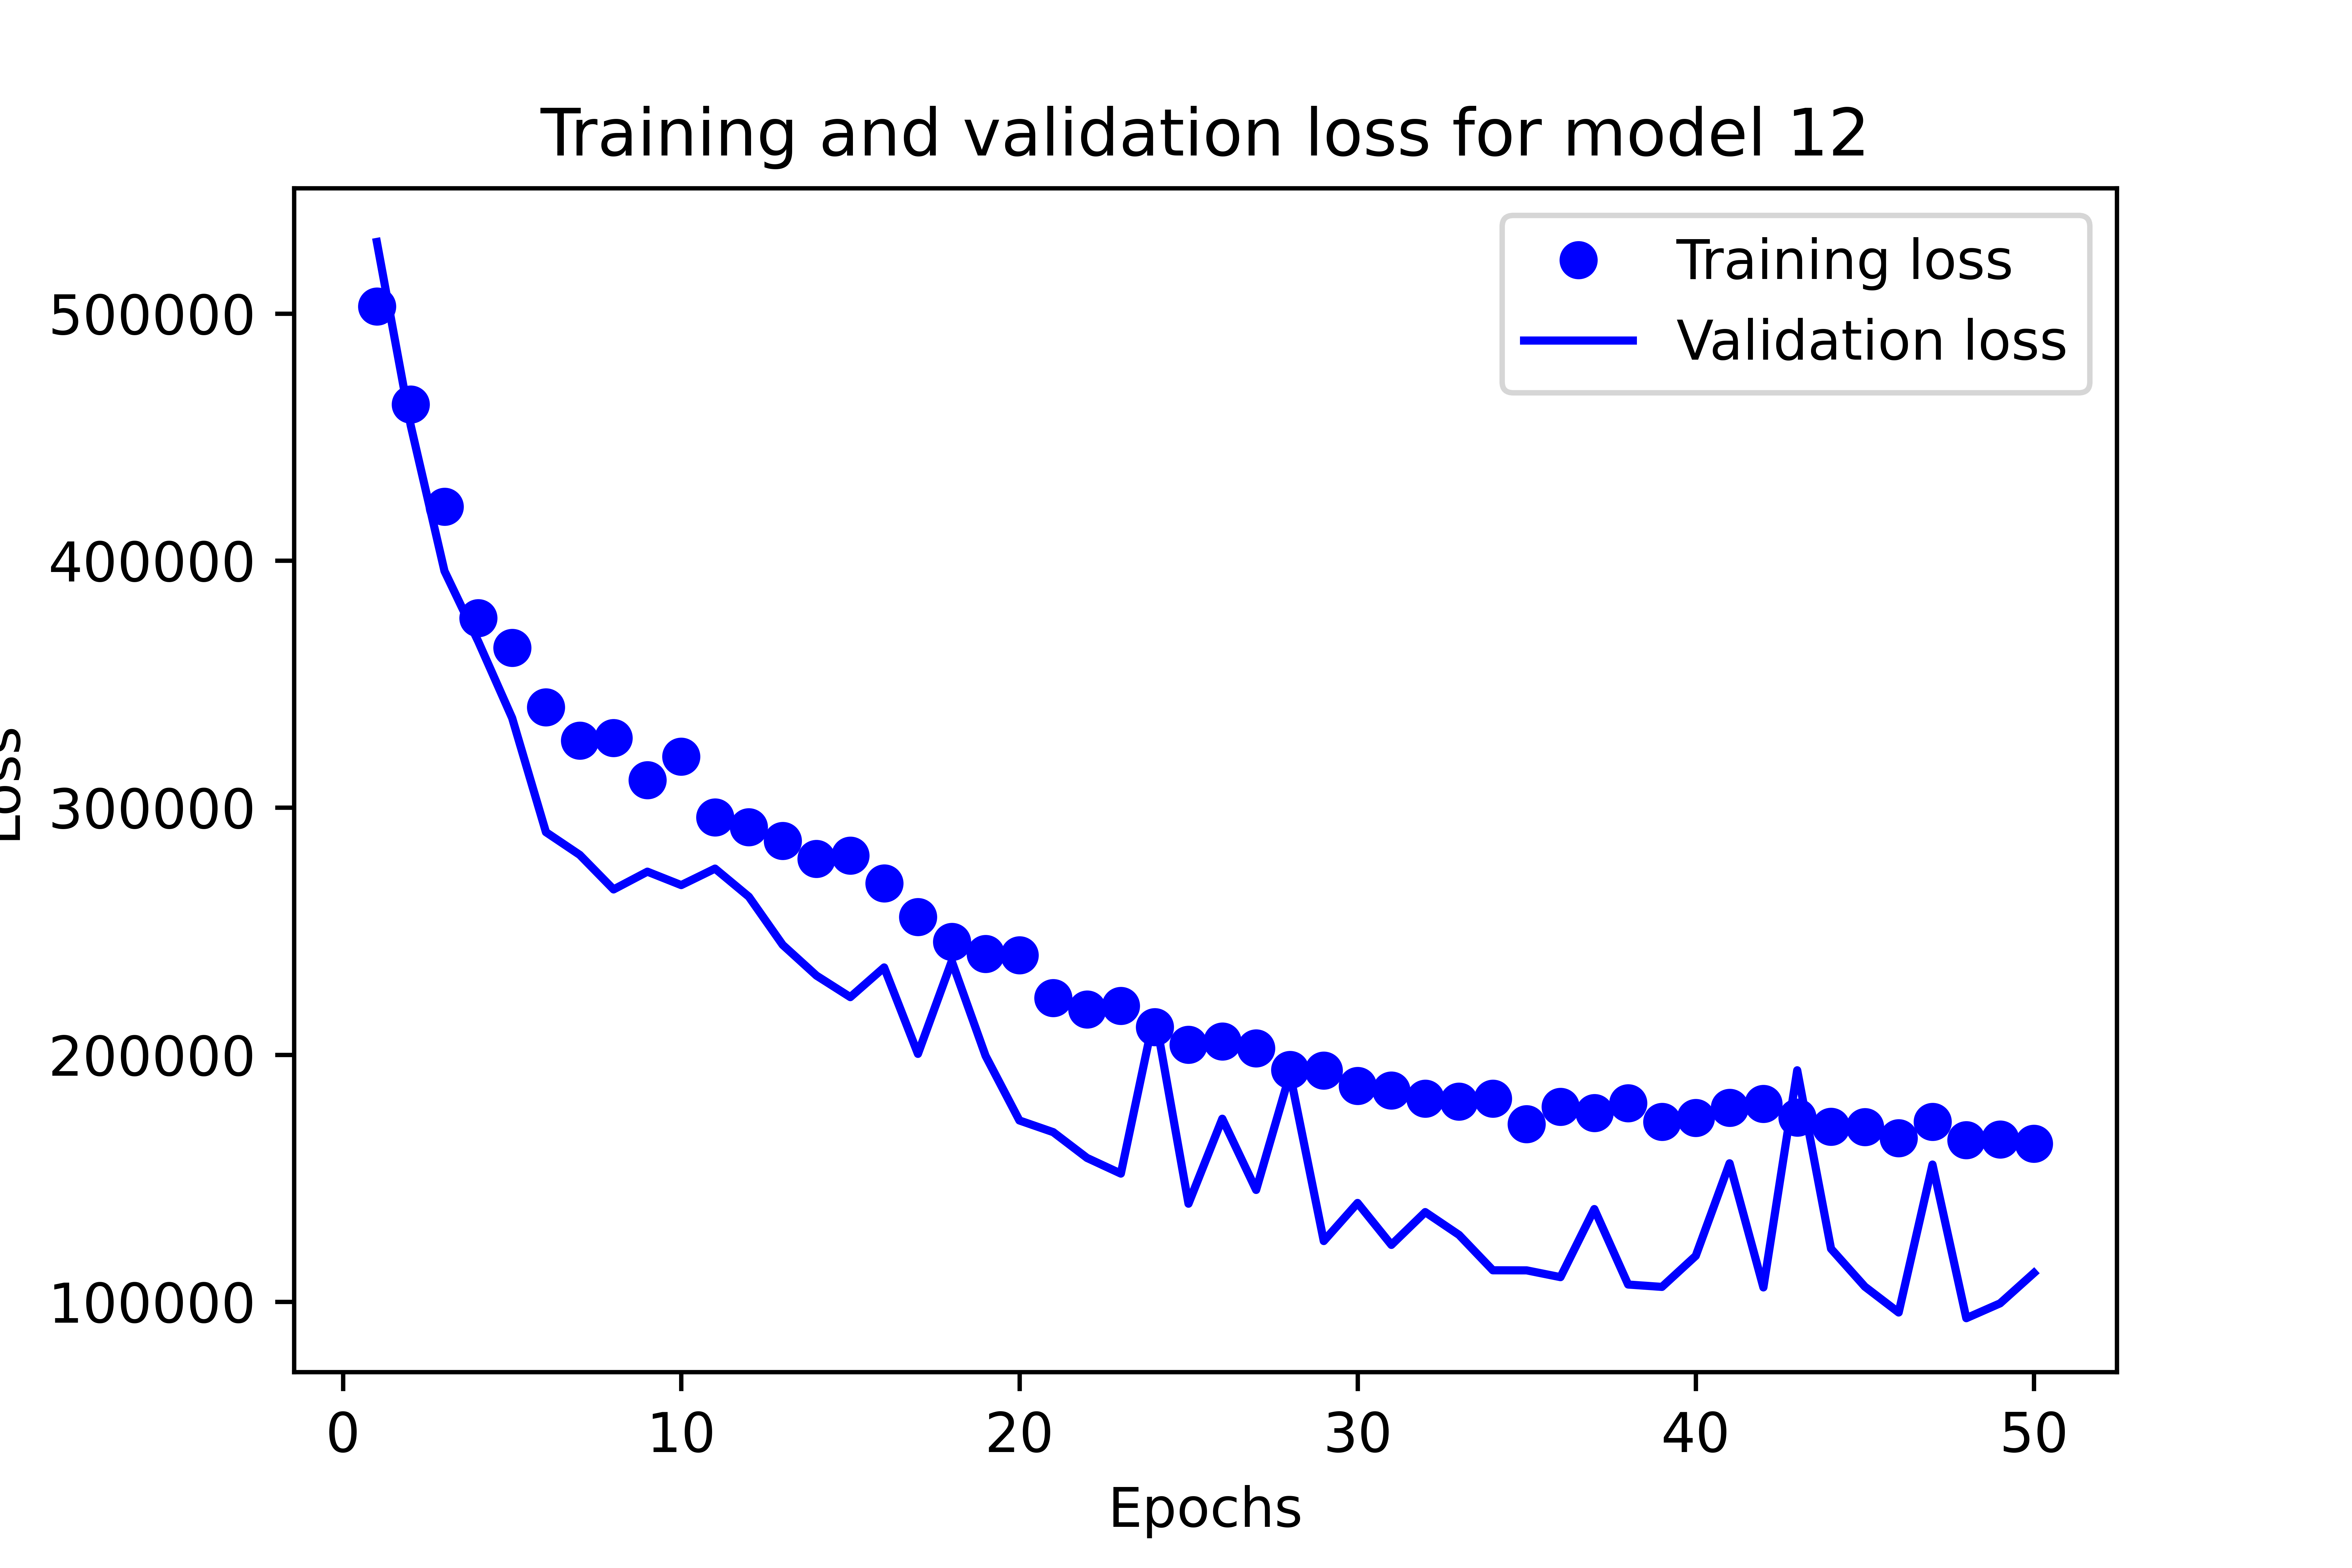 Training and validation loss for model 12
Training loss
Validation loss
500000
400000
300000
200000
100000
Loss
0 10 20 30 40 50
Epochs